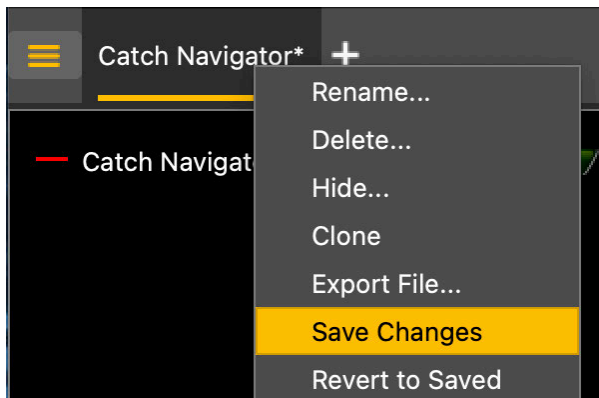 Catch Navigator*
Rename...
Delete...
Catch Navigat
Hide...
Clone
Export File...
Save Changes
Revert to Saved